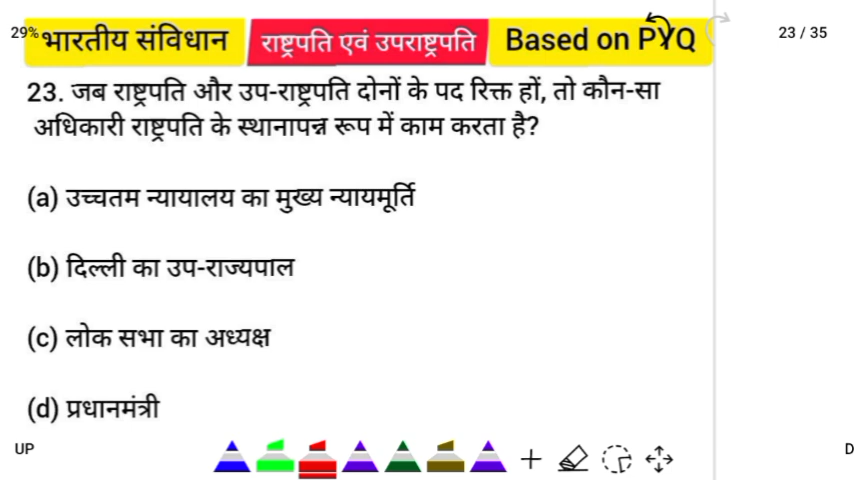 29%
भारतीय संविधान राष्ट्रपति एवं उपराष्ट्रपति Based on PYQ
23 / 35
23. जब राष्ट्रपति और उप-राष्ट्रपति दोनों के पद रिक्त हों, तो कौन-सा
अधिकारी राष्ट्रपति के स्थानापन्न रूप में काम करता है?
(a) उच्चतम न्यायालय का मुख्य न्यायमूर्ति
(b) दिल्ली का उप-राज्यपाल
(c) लोक सभा का अध्यक्ष
(d) प्रधानमंत्री
UP
D